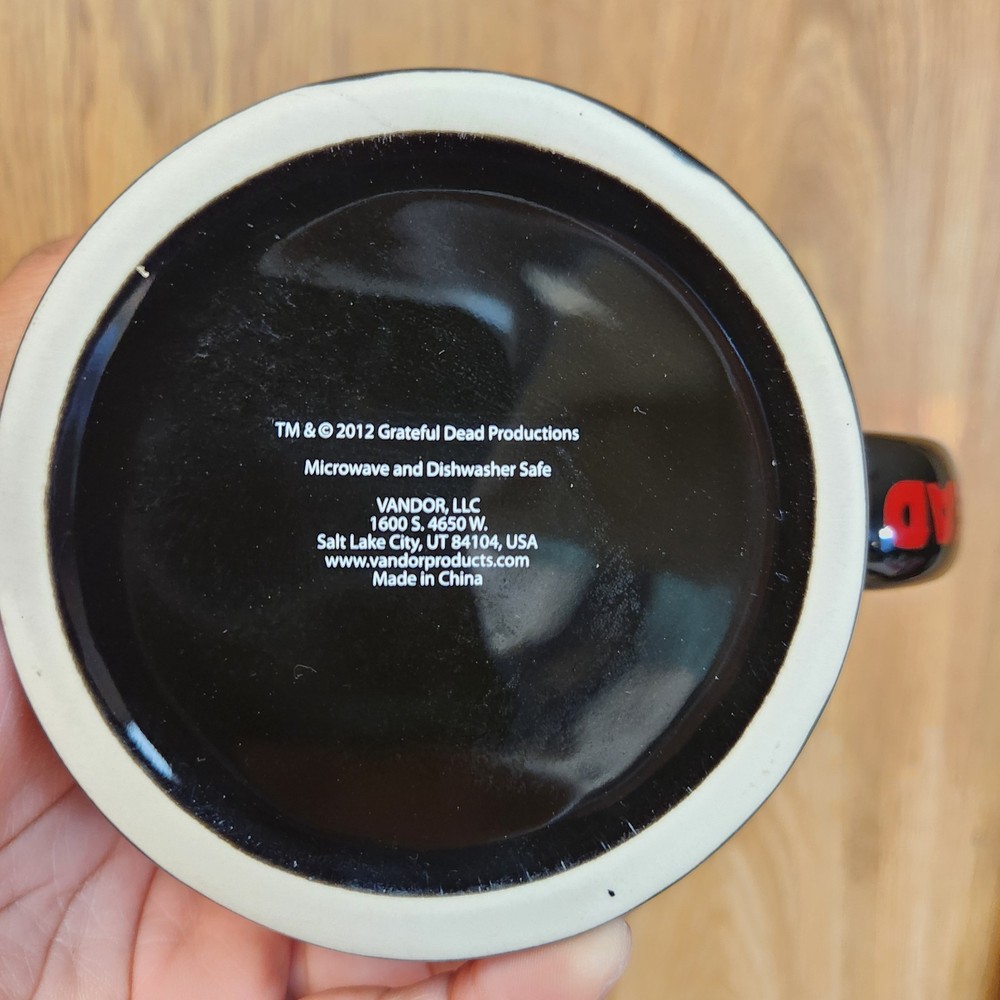 TM & © 2012 Grateful Dead Productions
Microwave and Dishwasher Safe
VANDOR, LLC
1600 S. 4650 W.
Salt Lake City, UT 84104, USA
www.vandorproducts.com
Made in China